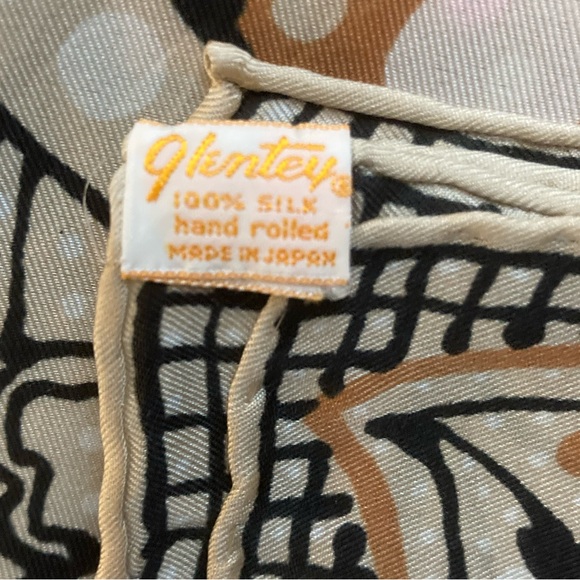 glentey®
100% SILK
hand rolled
MADE IN JAPAN